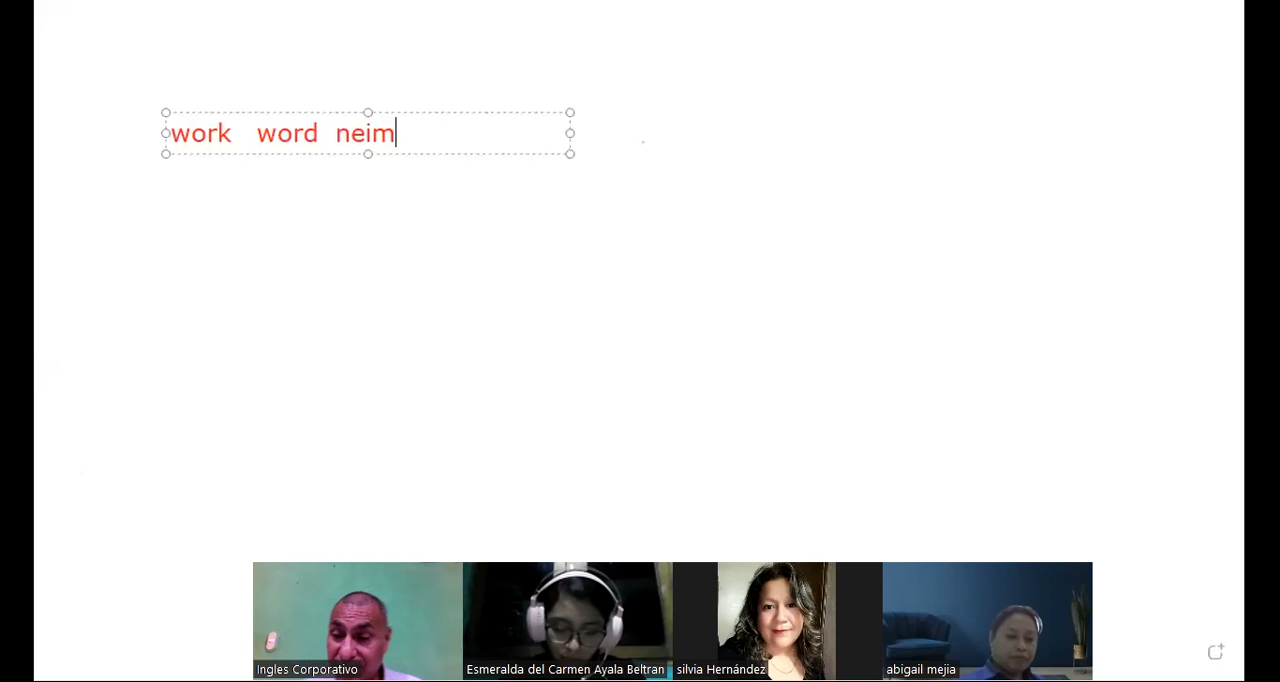 work word neim
Ingles Corporativo
Esmeralda del Carmen Ayala Beltran
silvia Hernández
abigail mejia